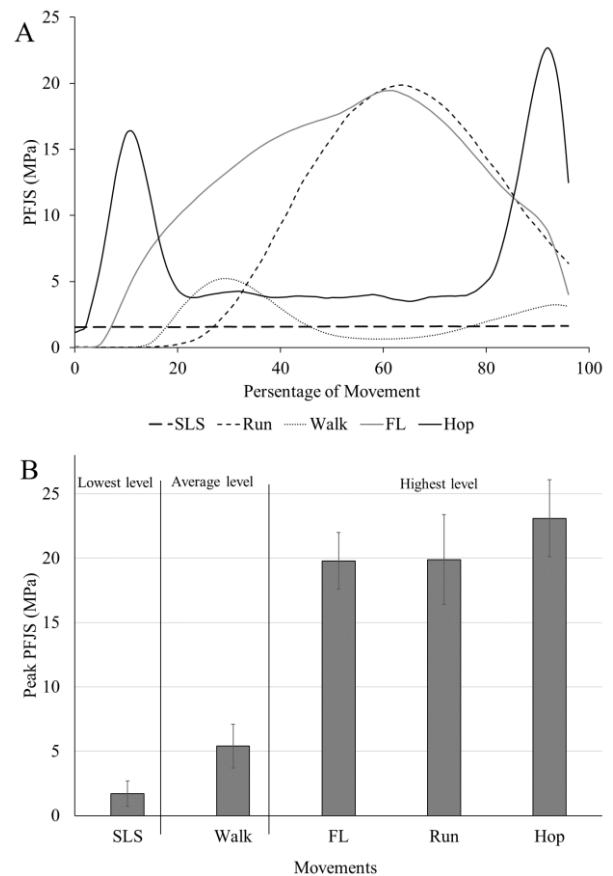 A
25
20
15
10
5
0
PFJS (MPa)
0 20 40 60 80 100
Persentage of Movement
SLS Run Walk FL Hop
B
Lowest level Average level Highest level
25
20
15
10
5
0
Peak PFJS (MPa)
SLS Walk FL Run Hop
Movements